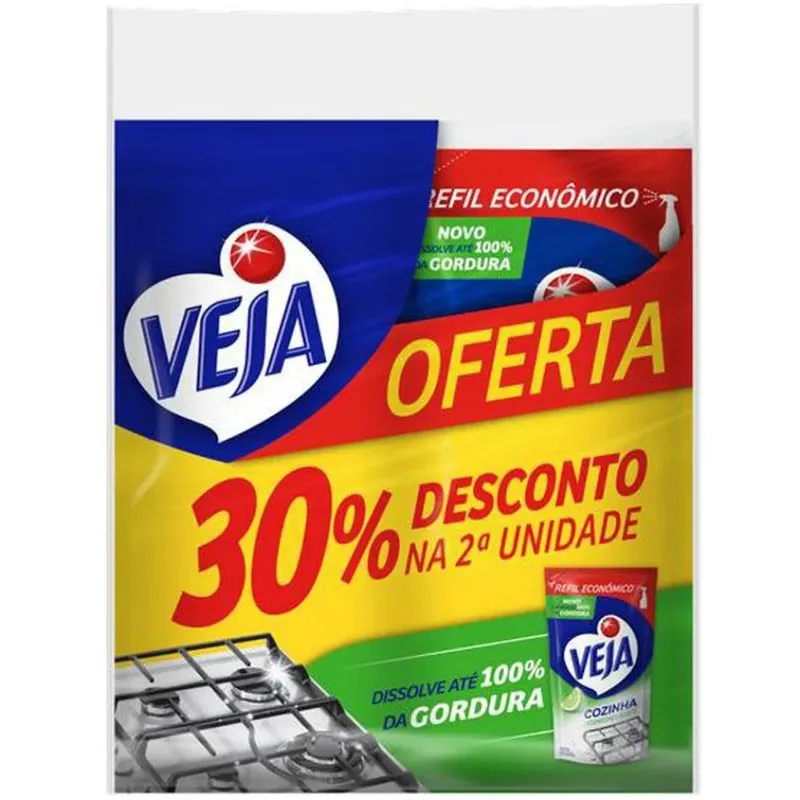 REFIL ECONÔMICO
NOVO
DISSOLVE ATÉ 100%
DA GORDURA
VEJA
OFERTA
30% DESCONTO
NA 2ª UNIDADE
DISSOLVE ATÉ 100%
DA GORDURA
REFIL ECONÔMICO
NOVO
VEJA
COZINHA